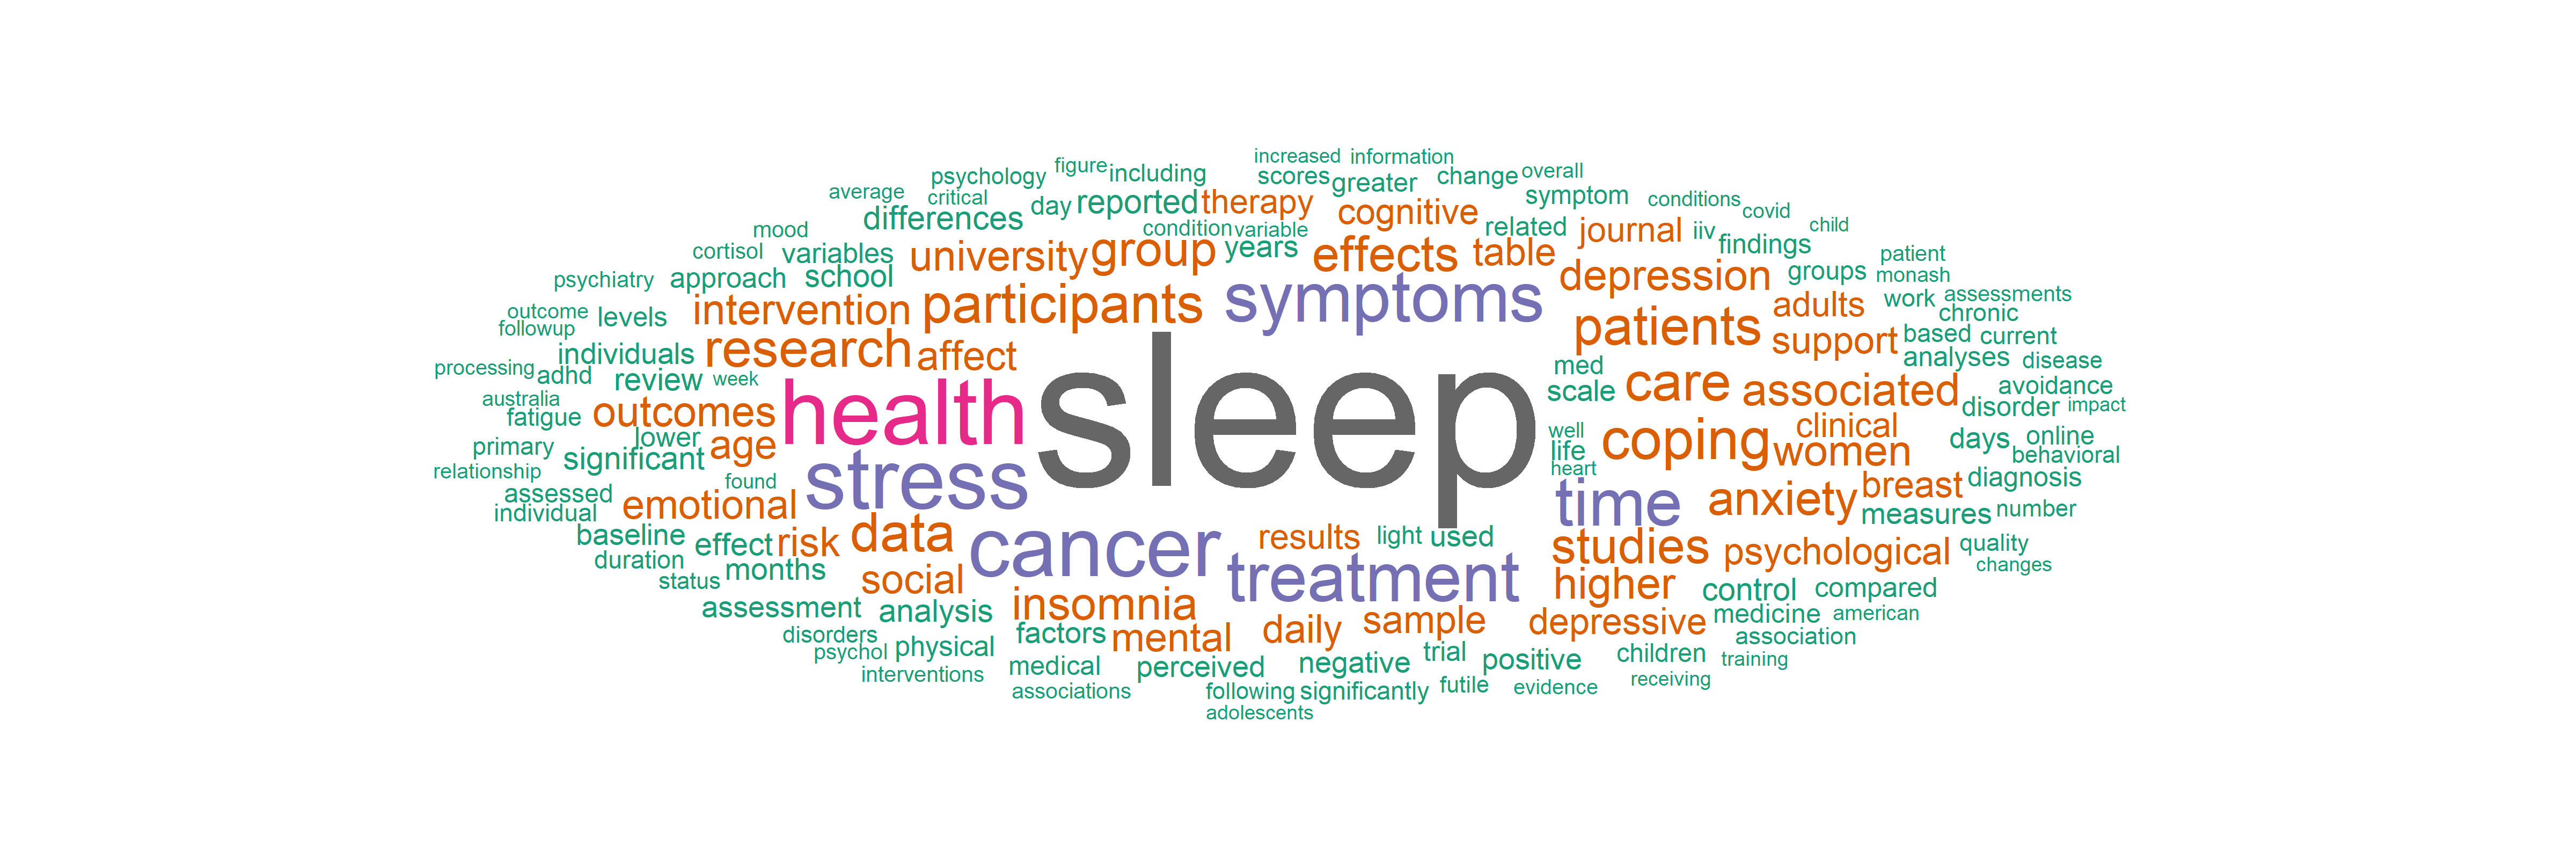 increased information
figure including scores greater change overall
psychology
average critical day reported therapy cognitive symptom conditions
differences condition variable related journal iiv covid child
mood
cortisol variables university group years effects table findings patient
psychiatry approach school depression groups monash
outcome levels intervention participants symptoms adults work assessments
followup patients chronic
individuals research affect support based current
processing adhd review week sleep med analyses disease
australia health scale care associated avoidance
fatigue outcomes disorder impact
lower age well coping clinical days online
primary significant life women behavioral
relationship stress heart breast diagnosis
assessed found emotional time anxiety
individual measures number
baseline effect risk data cancer results light used studies psychological quality
duration months treatment changes
status social higher control compared
assessment analysis insomnia sample depressive medicine american
disorders factors mental daily association
psychol physical trial children
interventions medical perceived negative positive training
associations following significantly futile evidence receiving
adolescents